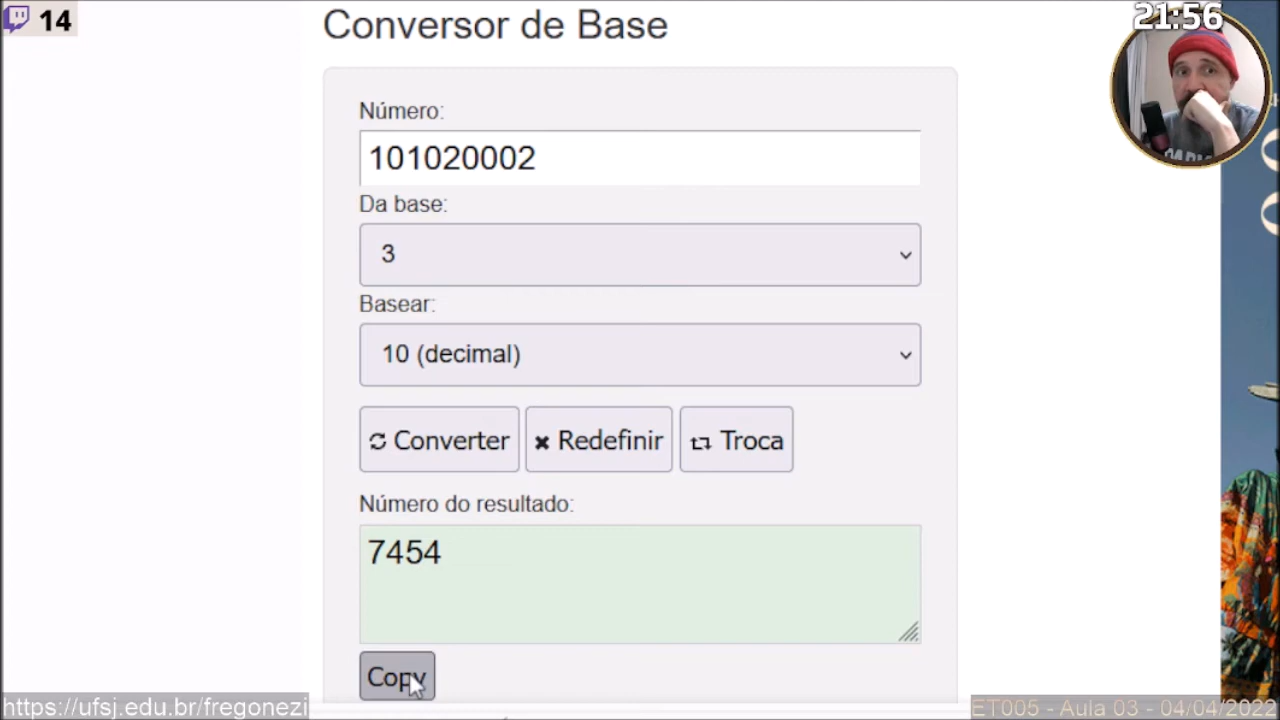 14
Conversor de Base
21:56
Número:
101020002
Da base:
3
Basear:
10 (decimal)
Converter
Redefinir
Troca
Número do resultado:
7454
Copy
https://ufsj.edu.br/fregonezi
ET005 - Aula 03 - 04/04/2022